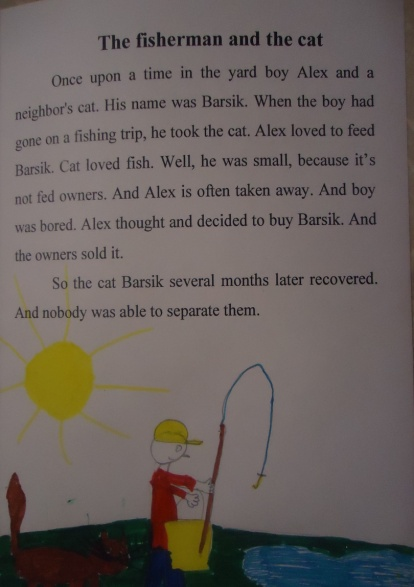 The fisherman and the cat
Once upon a time in the yard boy Alex and a
neighbor's cat. His name was Barsik. When the boy had
gone on a fishing trip, he took the cat. Alex loved to feed
Barsik. Cat loved fish. Well, he was small, because it's
not fed owners. And Alex is often taken away. And boy
was bored. Alex thought and decided to buy Barsik. And
the owners sold it.
So the cat Barsik several months later recovered.
And nobody was able to separate them.